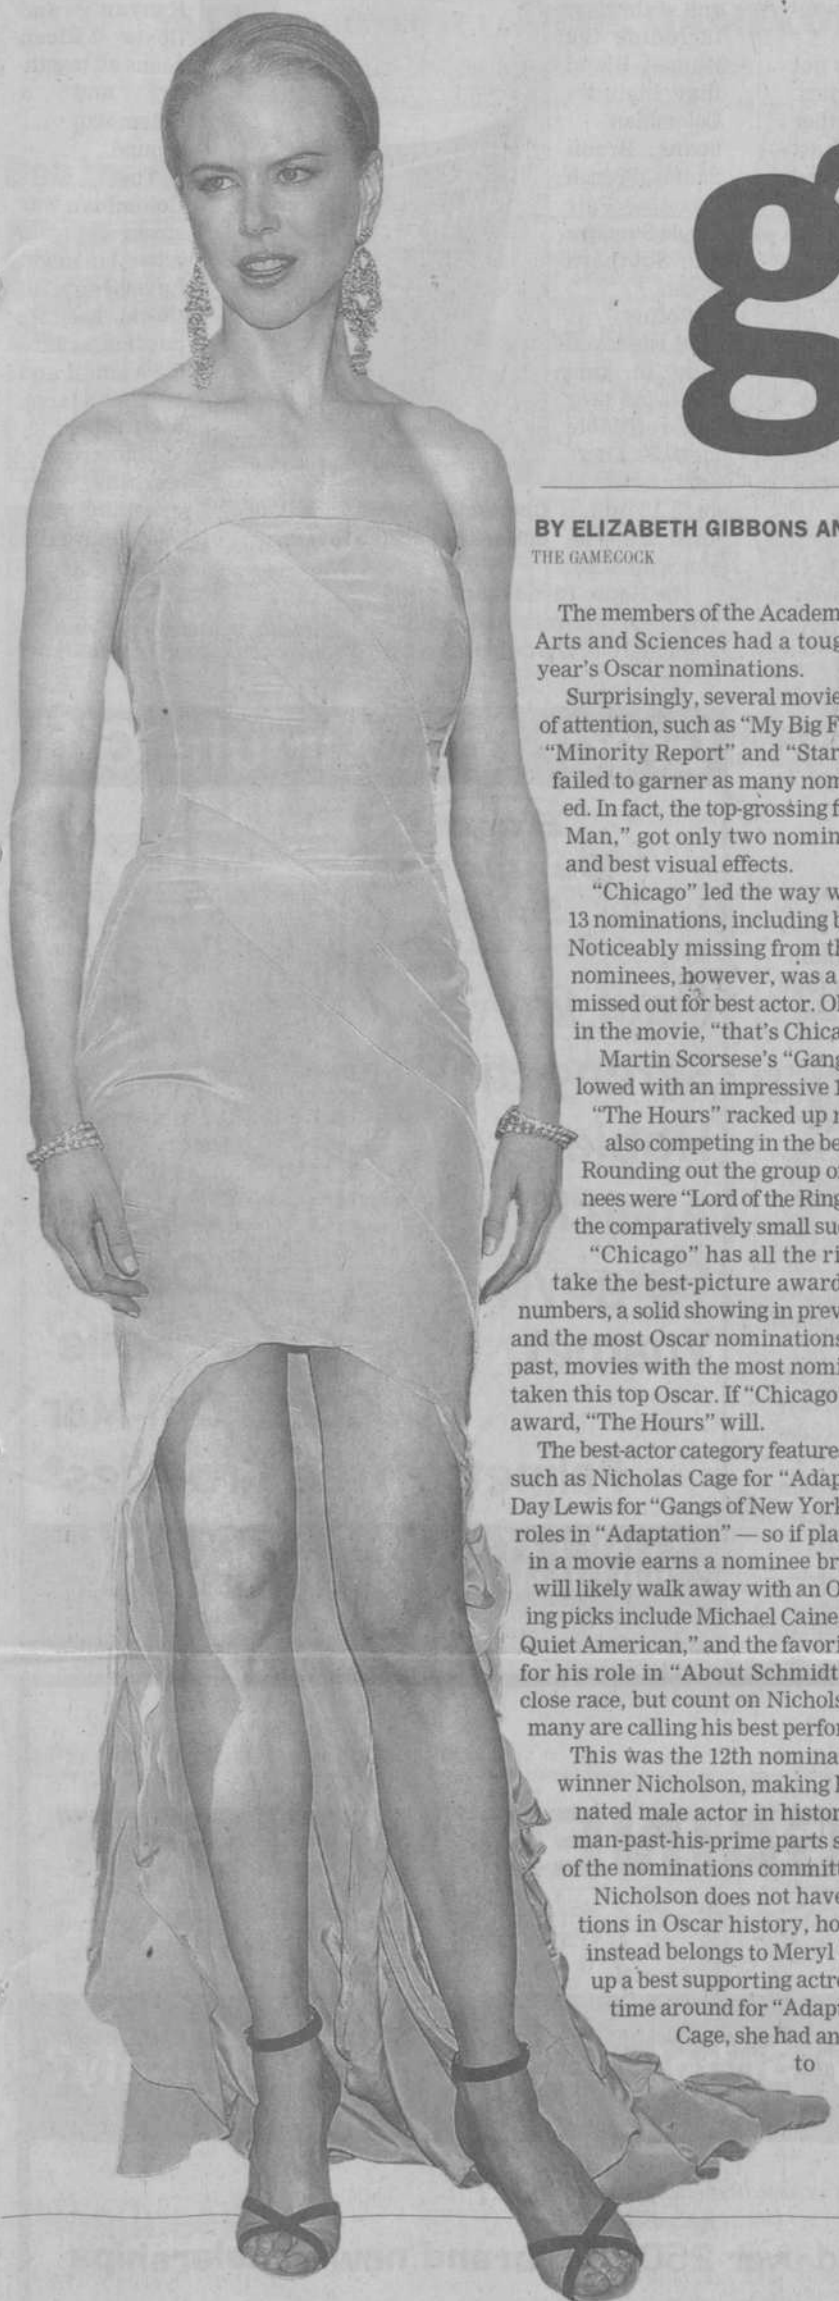 g
BY ELIZABETH GIBBONS AN
THE GAMECOCK
The members of the Academ
Arts and Sciences had a toug
year's Oscar nominations.
Surprisingly, several movie
of attention, such as "My Big F
"Minority Report" and "Star
failed to garner as many nom
ed. In fact, the top-grossing f
Man," got only two nomin
and best visual effects.
"Chicago" led the way w
13 nominations, including b
Noticeably missing from th
nominees, however, was a
missed out for best actor. O
in the movie, "that's Chica
Martin Scorsese's "Gang
lowed with an impressive 1
"The Hours" racked up n
also competing in the be
Rounding out the group o
nees were "Lord of the Ring
the comparatively small su
"Chicago" has all the ri
take the best-picture award
numbers, a solid showing in prev
and the most Oscar nominations
past, movies with the most nomi
taken this top Oscar. If "Chicago
award, "The Hours" will.
The best-actor category feature
such as Nicholas Cage for "Adap
Day Lewis for "Gangs of New York
roles in "Adaptation" — so if pla
in a movie earns a nominee br
will likely walk away with an O
ing picks include Michael Caine
Quiet American," and the favori
for his role in "About Schmidt
close race, but count on Nichols
many are calling his best perfor
This was the 12th nomina
winner Nicholson, making h
nated male actor in histor
man-past-his-prime parts s
of the nominations committ
Nicholson does not have
tions in Oscar history, ho
instead belongs to Meryl
up a best supporting actre
time around for "Adap
Cage, she had an
to